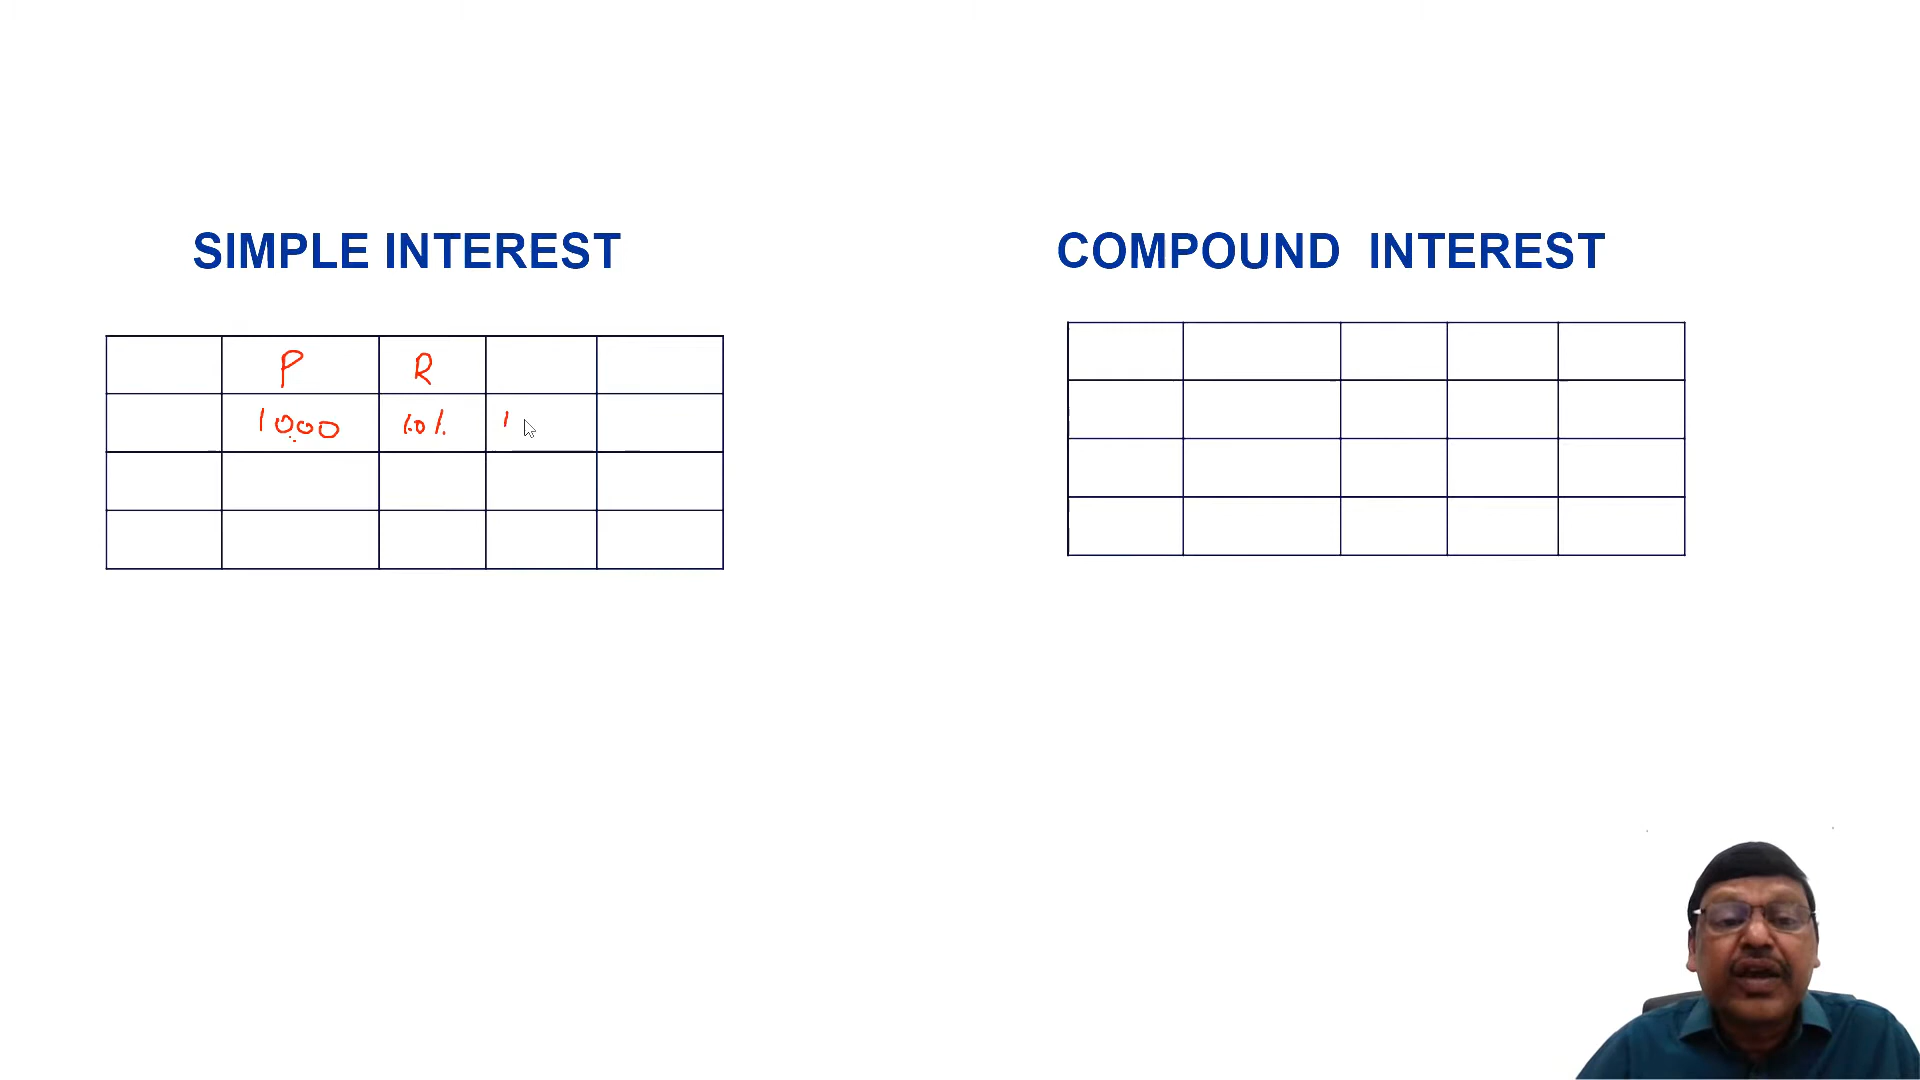 SIMPLE INTEREST
COMPOUND INTEREST
P R
1000 10% 1